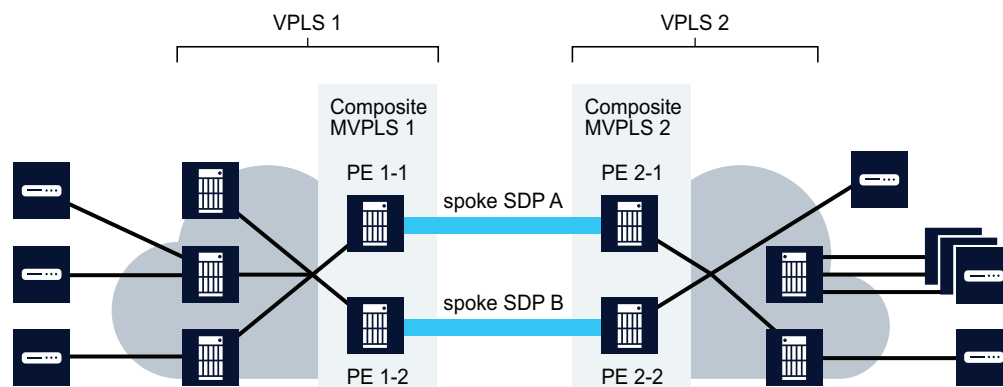 VPLS 1
VPLS 2
Composite
MVPLS 1
Composite
MVPLS 2
PE 1-1
PE 2-1
spoke SDP A
spoke SDP B
PE 1-2
PE 2-2